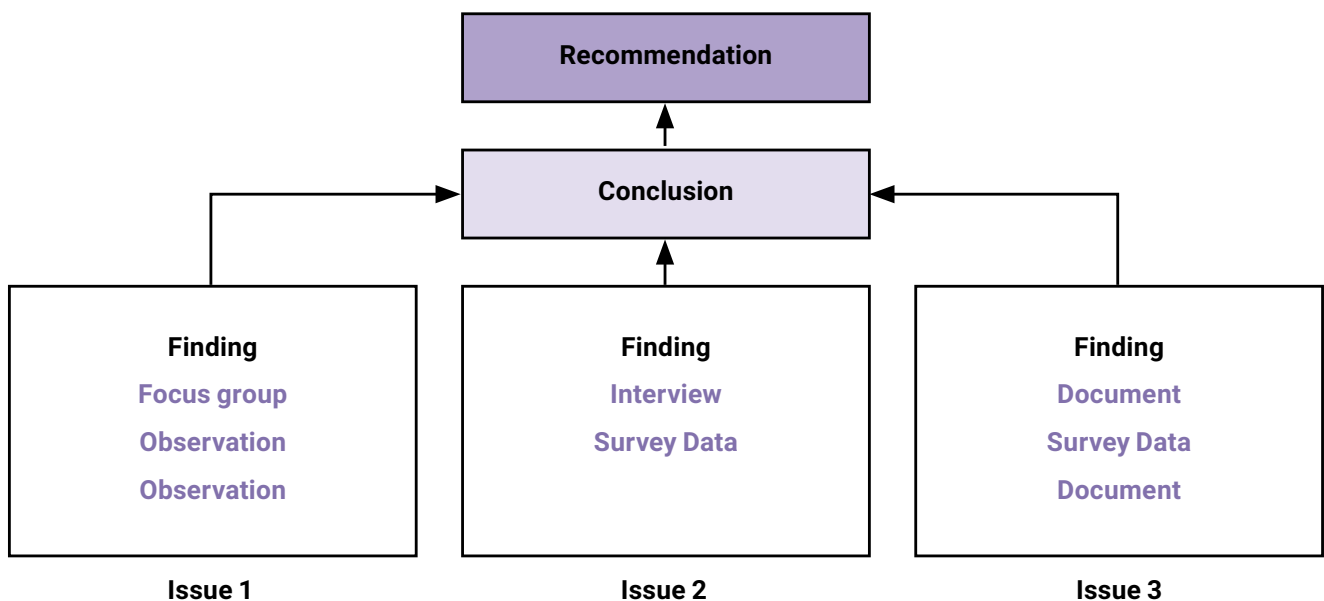 Recommendation
Conclusion
Finding
Focus group
Observation
Observation
Issue 1
Finding
Interview
Survey Data
Issue 2
Finding
Document
Survey Data
Document
Issue 3